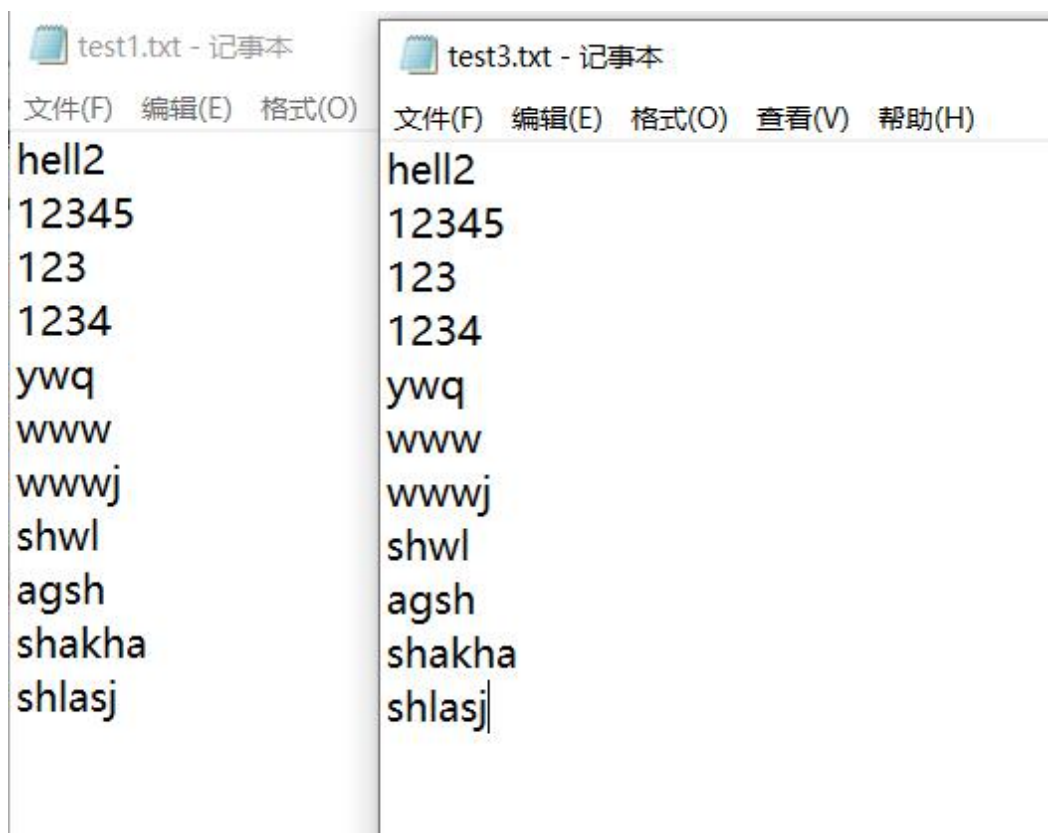 test1.txt - 记事本
文件(F) 编辑(E) 格式(O)
hell2
12345
123
1234
ywq
www
wwwj
shwl
agsh
shakha
shlasj
test3.txt - 记事本
文件(F) 编辑(E) 格式(O) 查看(V) 帮助(H)
hell2
12345
123
1234
ywq
www
wwwj
shwl
agsh
shakha
shlasj